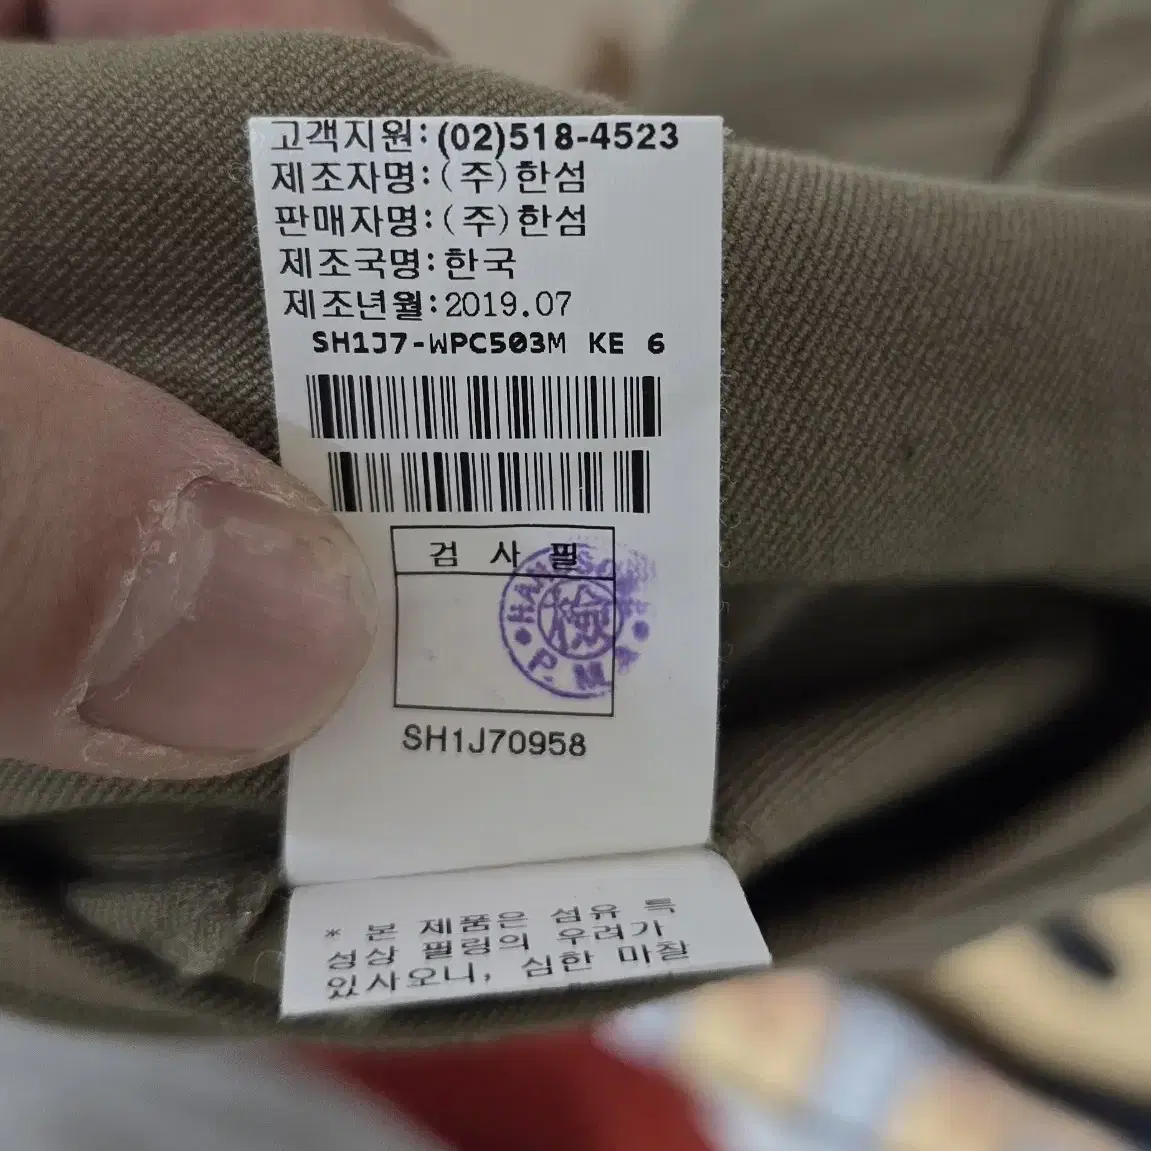 고객지원:(02)518-4523
제조자명:(주)한섬
판매자명:(주)한섬
제조국명:한국
제조년월:2019.07
SH1J7-WPC503M KE 6
검 사 필
P.M
SH1J70958
* 본 제품은 섬유 특
성상 필링의 우려가
있사오니, 심한 마찰